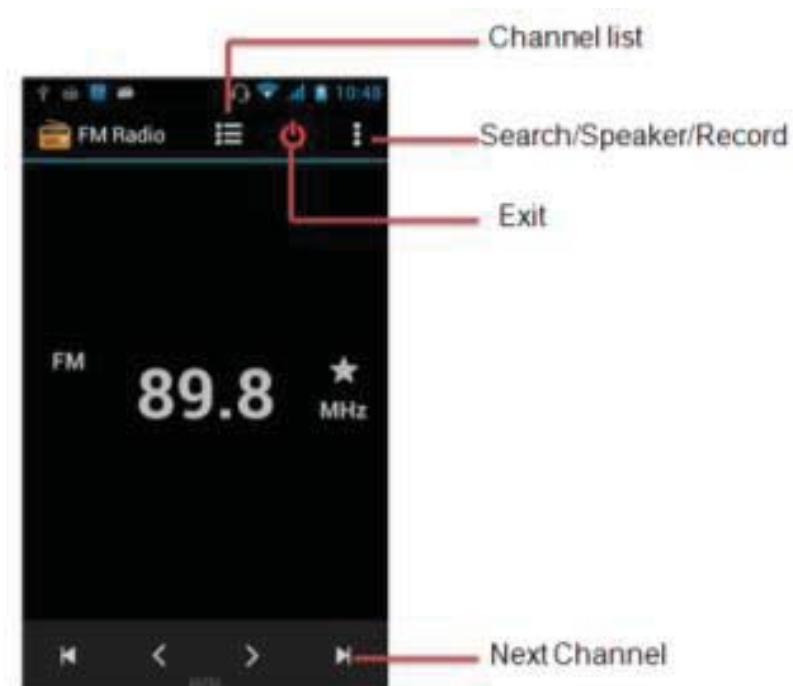 Channel list
10:48
FM Radio
Search/Speaker/Record
Exit
FM
89.8
MHz
Next Channel